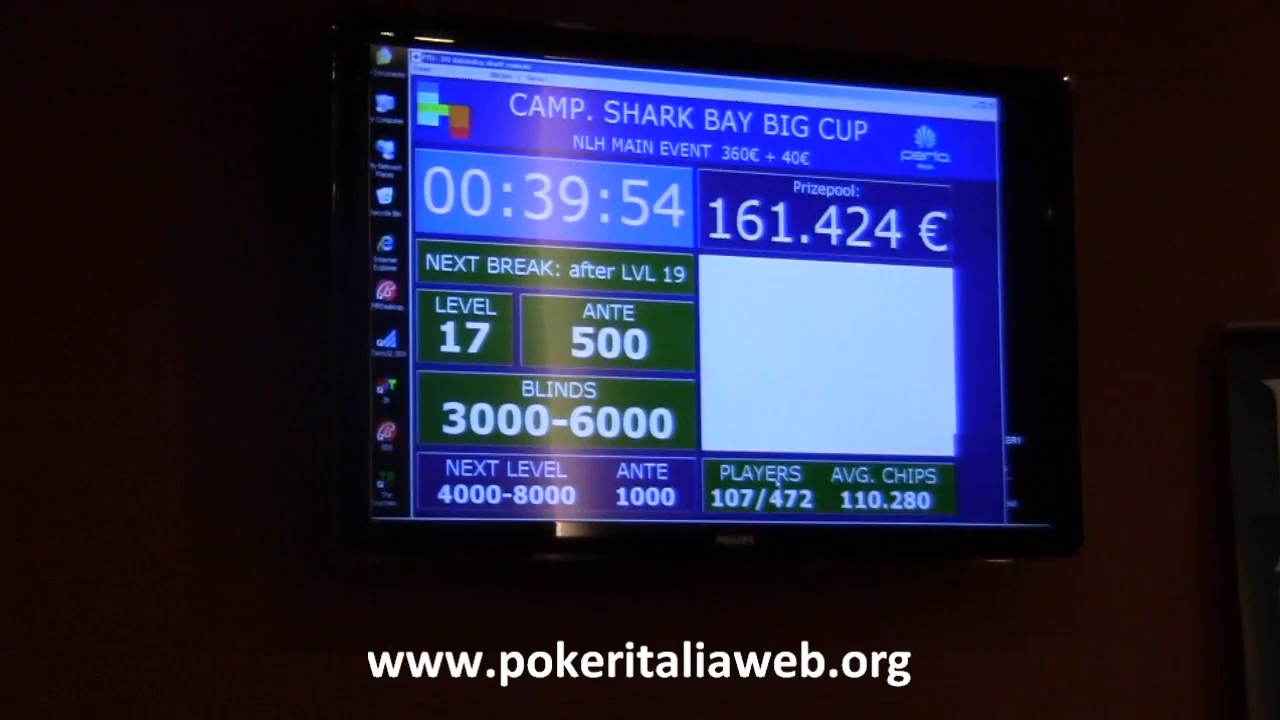 CAMP. SHARK BAY BIG CUP
NLH MAIN EVENT 360€ + 40€
perla
00:39:54
Prizepool:
161.424 €
NEXT BREAK: after LVL 19
LEVEL
17
ANTE
500
BLINDS
3000-6000
NEXT LEVEL
4000-8000
ANTE
1000
PLAYERS
107/472
AVG. CHIPS
110.280
PHILIPS
www.pokeritaliaweb.org